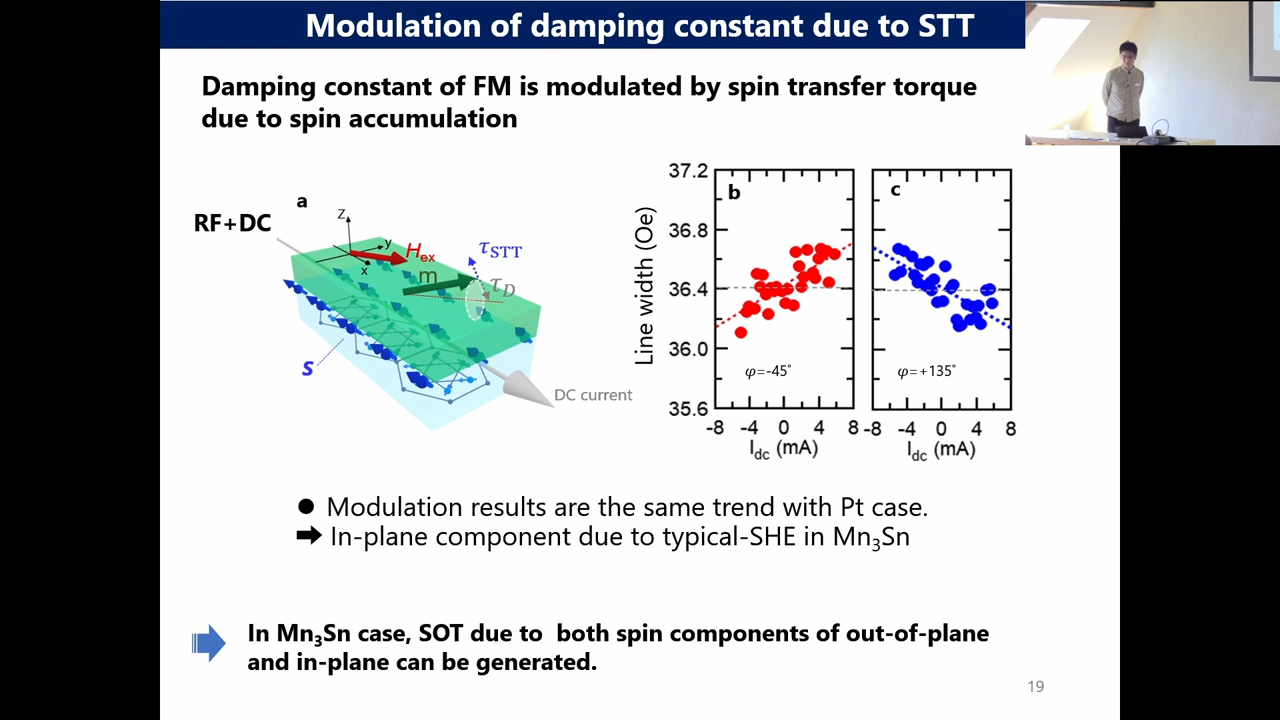 Modulation of damping constant due to STT
Damping constant of FM is modulated by spin transfer torque
due to spin accumulation
a
RF+DC
z
y
x
Hex
m
τSTT
τD
S
DC current
Line width (Oe)
37.2
36.8
36.4
36.0
35.6
b
φ=-45°
-8 -4 0 4 8
Idc (mA)
c
φ=+135°
-8 -4 0 4 8
Idc (mA)
● Modulation results are the same trend with Pt case.
➡ In-plane component due to typical-SHE in Mn3Sn
In Mn3Sn case, SOT due to both spin components of out-of-plane
and in-plane can be generated.
19